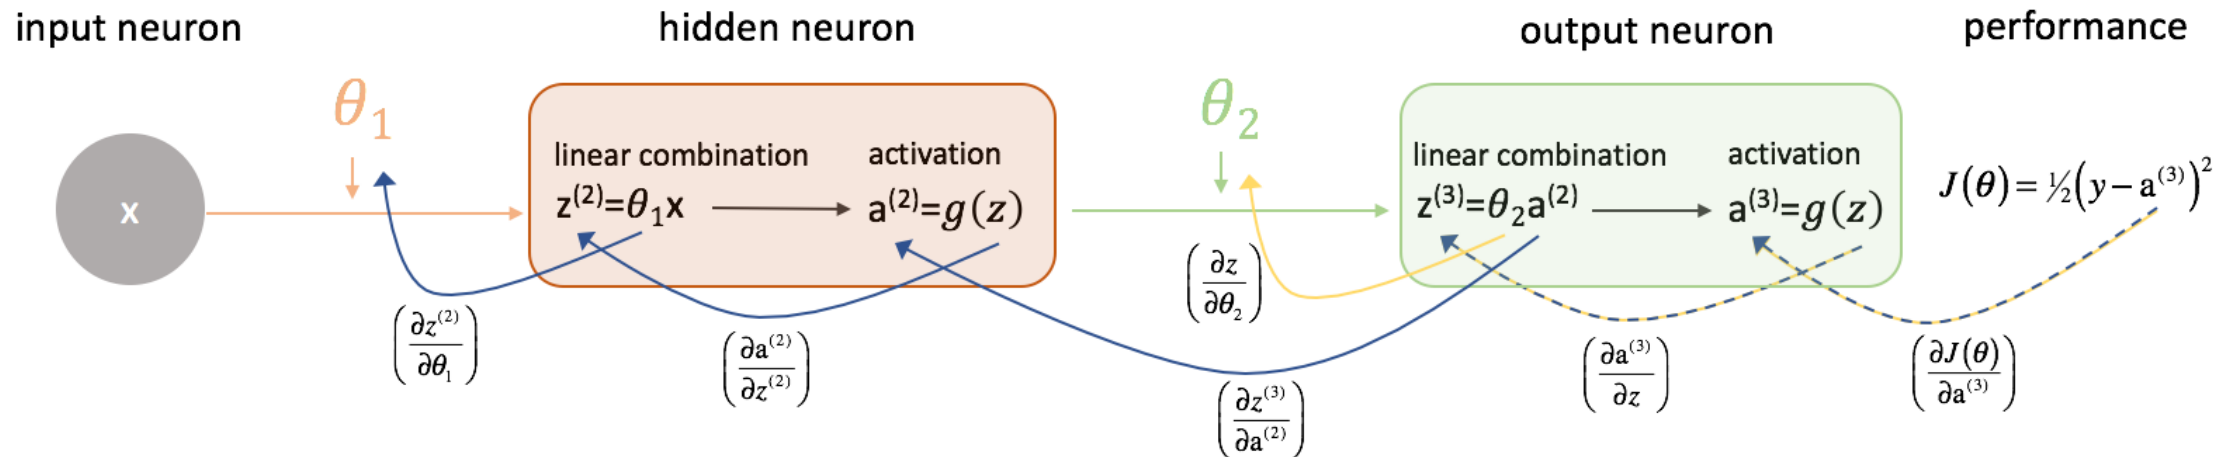 input neuron
hidden neuron
output neuron
performance
θ₁
θ₂
x
linear combination
activation
z⁽²⁾=θ₁x
a⁽²⁾=g(z)
linear combination
activation
z⁽³⁾=θ₂a⁽²⁾
a⁽³⁾=g(z)
J(θ)=½(y−a⁽³⁾)²
(∂z⁽²⁾/∂θ₁)
(∂a⁽²⁾/∂z⁽²⁾)
(∂z/∂θ₂)
(∂z⁽³⁾/∂a⁽²⁾)
(∂a⁽³⁾/∂z)
(∂J(θ)/∂a⁽³⁾)